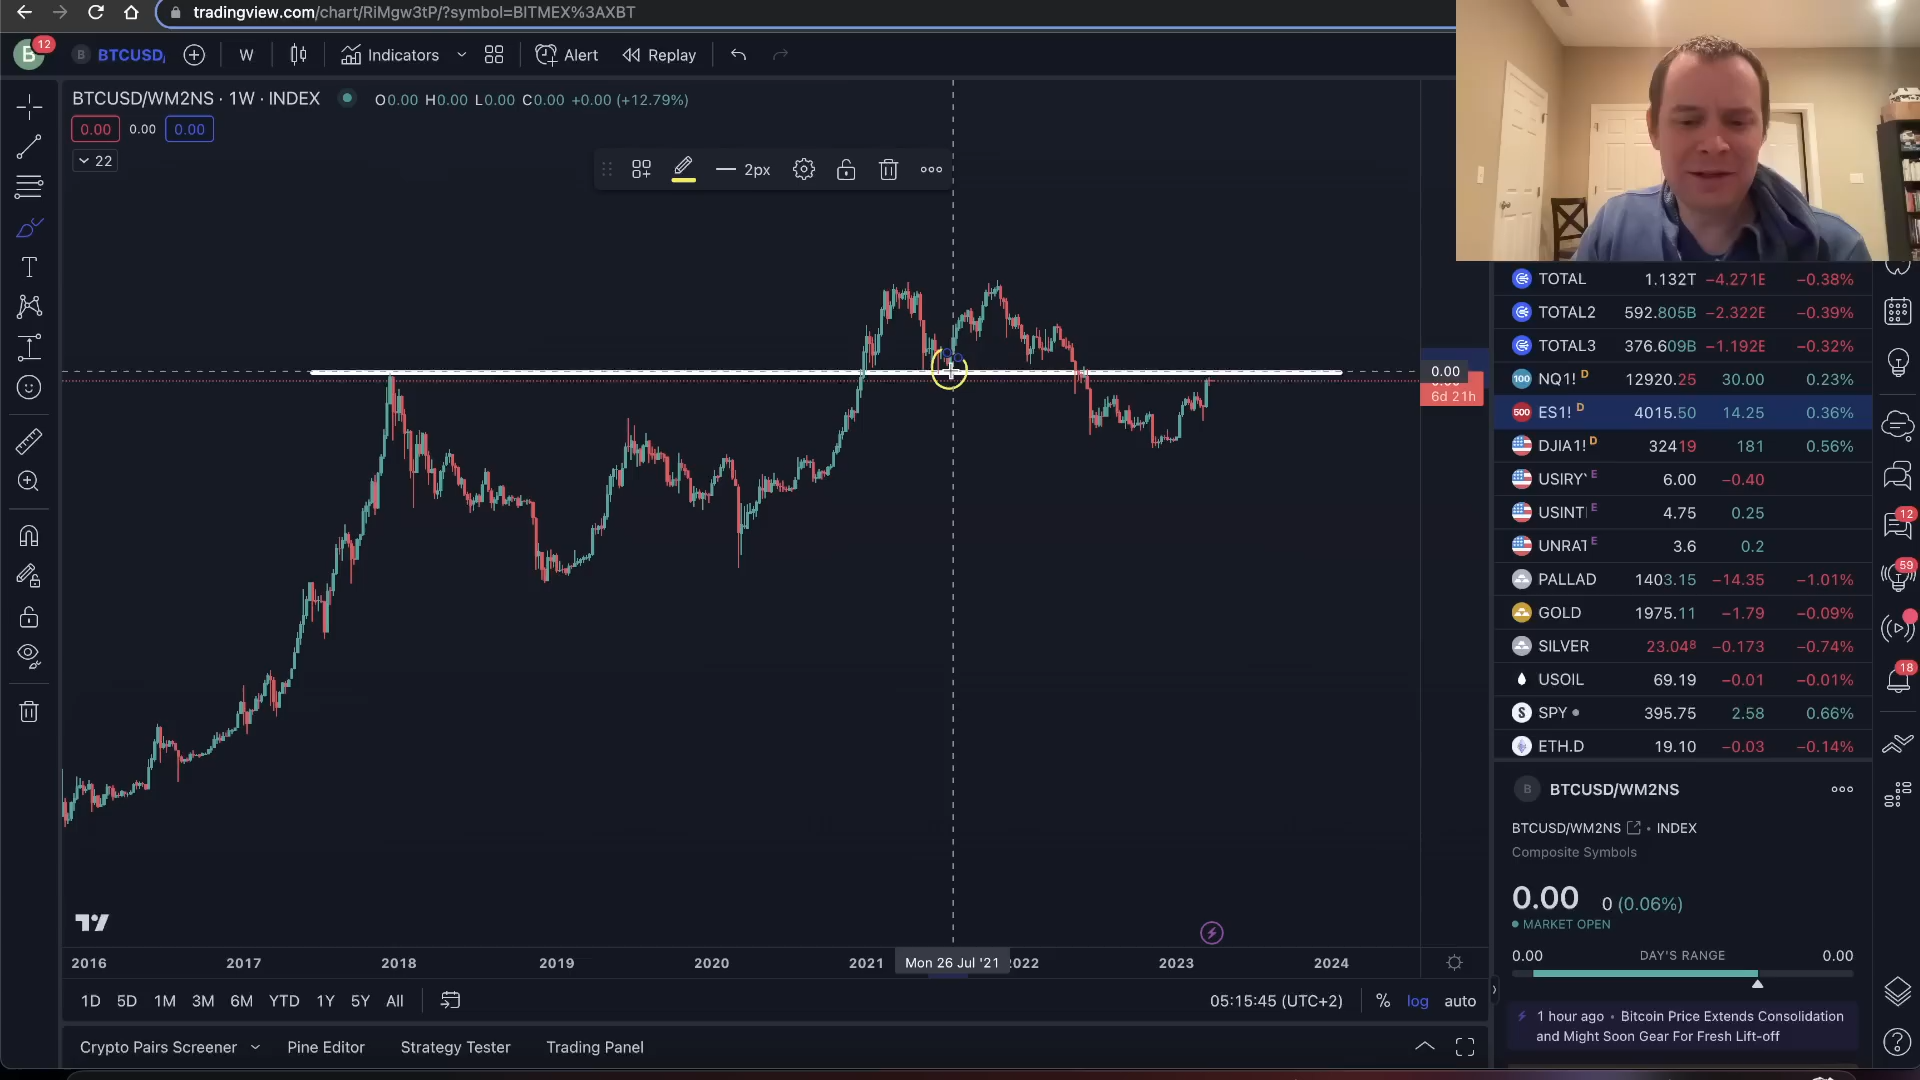 tradingview.com/chart/RiMgw3tP/?symbol=BITMEX%3AXBT
B 12 B BTCUSD/ W Indicators Alert Replay
BTCUSD/WM2NS · 1W · INDEX O0.00 H0.00 L0.00 C0.00 +0.00 (+12.79%)
0.00 0.00 0.00
22
2px
TOTAL 1.132T −4.271E −0.38%
TOTAL2 592.805B −2.322E −0.39%
TOTAL3 376.609B −1.192E −0.32%
100 NQ1! D 12920.25 30.00 0.23%
500 ES1! D 4015.50 14.25 0.36%
DJIA1! D 32419 181 0.56%
USIRY E 6.00 −0.40
USINTI E 4.75 0.25
UNRAT E 3.6 0.2
PALLAD 1403.15 −14.35 −1.01%
GOLD 1975.11 −1.79 −0.09%
SILVER 23.048 −0.173 −0.74%
USOIL 69.19 −0.01 −0.01%
S SPY 395.75 2.58 0.66%
ETH.D 19.10 −0.03 −0.14%
0.00
6d 21h
12
59
18
B BTCUSD/WM2NS
BTCUSD/WM2NS • INDEX
Composite Symbols
0.00 0 (0.06%)
MARKET OPEN
0.00 DAY'S RANGE 0.00
1 hour ago • Bitcoin Price Extends Consolidation
and Might Soon Gear For Fresh Lift-off
2016 2017 2018 2019 2020 2021 Mon 26 Jul '21 2022 2023 2024
1D 5D 1M 3M 6M YTD 1Y 5Y All 05:15:45 (UTC+2) % log auto
Crypto Pairs Screener Pine Editor Strategy Tester Trading Panel